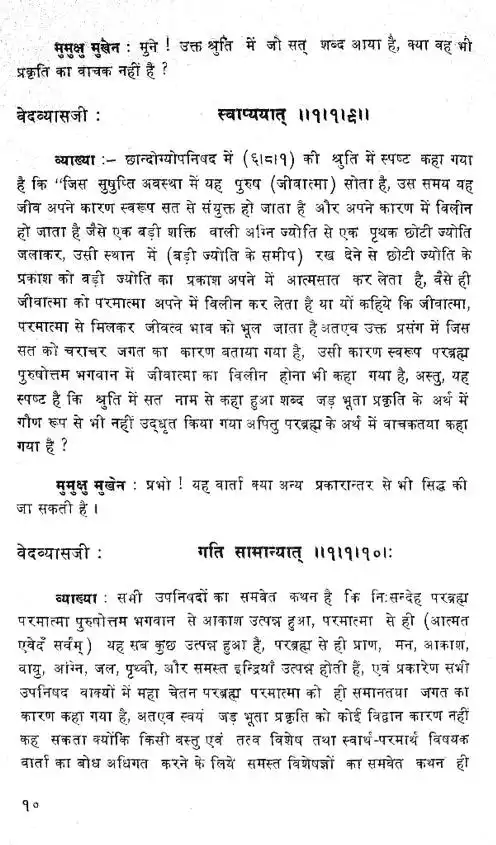 मुमुक्षु मुखेन : मुने ! उक्त श्रुति में जो सत् शब्द आया है, क्या वह भी
प्रकृति का वाचक नहीं है ?
वेदव्यासजी : स्वाप्ययात् ॥१।१।९॥
व्याख्या :– छान्दोग्योपनिषद में (६।८।१) की श्रुति में स्पष्ट कहा गया
है कि "जिस सुषुप्ति अवस्था में यह पुरुष (जीवात्मा) सोता है, उस समय यह
जीव अपने कारण स्वरूप सत से संयुक्त हो जाता है और अपने कारण में विलीन
हो जाता है जैसे एक बड़ी शक्ति वाली अग्नि ज्योति से एक पृथक छोटी ज्योति
जलाकर, उसी स्थान में (बड़ी ज्योति के समीप) रख देने से छोटी ज्योति के
प्रकाश को बड़ी ज्योति का प्रकाश अपने में आत्मसात कर लेता है, वैसे ही
जीवात्मा को परमात्मा अपने में विलीन कर लेता है या यों कहिये कि जीवात्मा,
परमात्मा से मिलकर जीवत्व भाव को भूल जाता है अतएव उक्त प्रसंग में जिस
सत को चराचर जगत का कारण बताया गया है, उसी कारण स्वरूप परब्रह्म
पुरुषोत्तम भगवान में जीवात्मा का विलीन होना भी कहा गया है, अस्तु, यह
स्पष्ट है कि श्रुति में सत नाम से कहा हुआ शब्द जड़ भूता प्रकृति के अर्थ में
गौण रूप से भी नहीं उद्धृत किया गया अपितु परब्रह्म के अर्थ में वाचकतया कहा
गया है ?
मुमुक्षु मुखेन : प्रभो ! यह वार्ता क्या अन्य प्रकारान्तर से भी सिद्ध की
जा सकती है ।
वेदव्यासजी : गति सामान्यात् ॥१।१।१०।:
व्याख्या : सभी उपनिषदों का समवेत कथन है कि निःसन्देह परब्रह्म
परमात्मा पुरुषोत्तम भगवान से आकाश उत्पन्न हुआ, परमात्मा से ही (आत्मत
एवेदँ सर्वम्) यह सब कुछ उत्पन्न हुआ है, परब्रह्म से ही प्राण, मन, आकाश,
वायु, अग्नि, जल, पृथ्वी, और समस्त इन्द्रियाँ उत्पन्न होती हैं, एवं प्रकारेण सभी
उपनिषद वाक्यों में महा चेतन परब्रह्म परमात्मा को ही समानतया जगत का
कारण कहा गया है, अतएव स्वयं जड़ भूता प्रकृति को कोई विद्वान कारण नहीं
कह सकता क्योंकि किसी वस्तु एवं तत्व विशेष तथा स्वार्थ-परमार्थ विषयक
वार्ता का बोध अधिगत करने के लिये समस्त विशेषज्ञों का समवेत कथन ही
१०